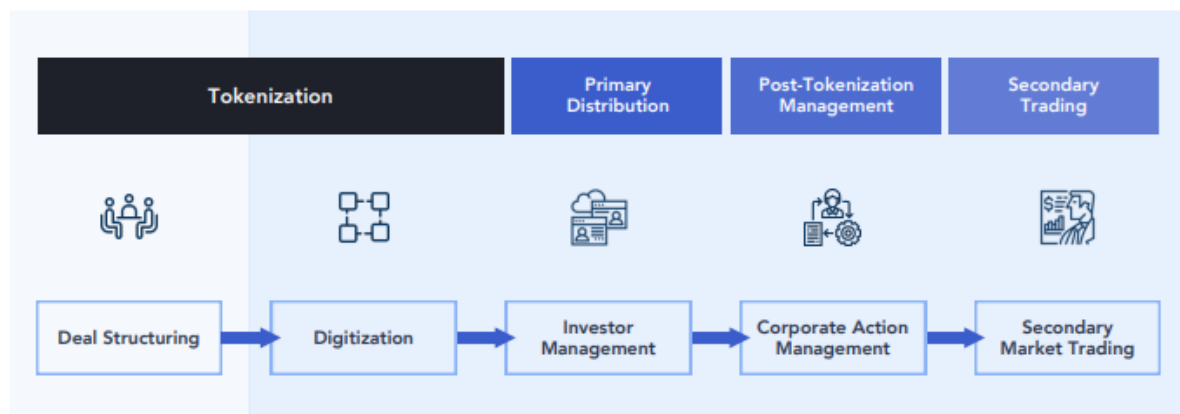 Tokenization
Primary
Distribution
Post-Tokenization
Management
Secondary
Trading
$
Deal Structuring
Digitization
Investor
Management
Corporate Action
Management
Secondary
Market Trading